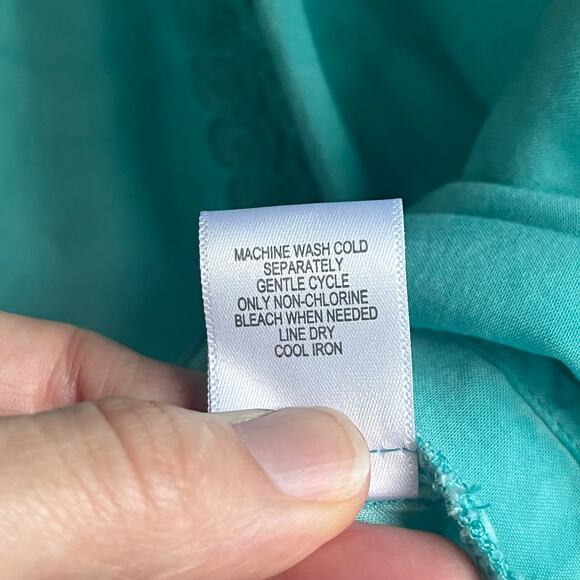 MACHINE WASH COLD
SEPARATELY
GENTLE CYCLE
ONLY NON-CHLORINE
BLEACH WHEN NEEDED
LINE DRY
COOL IRON